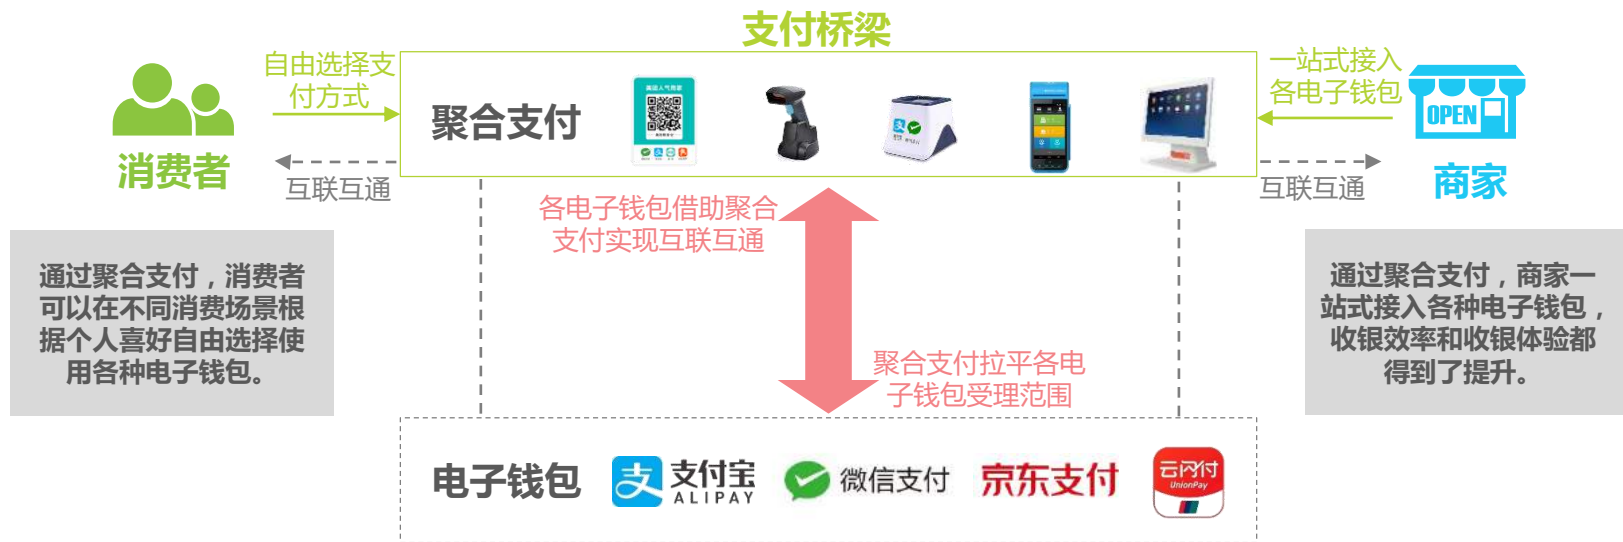 支付桥梁
自由选择支
付方式
消费者
互联互通
聚合支付
一站式接入
各电子钱包
OPEN
商家
互联互通
各电子钱包借助聚合
支付实现互联互通
通过聚合支付，消费者
可以在不同消费场景根
据个人喜好自由选择使
用各种电子钱包。
通过聚合支付，商家一
站式接入各种电子钱包，
收银效率和收银体验都
得到了提升。
聚合支付拉平各电
子钱包受理范围
电子钱包
支付宝
ALIPAY
微信支付
京东支付
云闪付
UnionPay